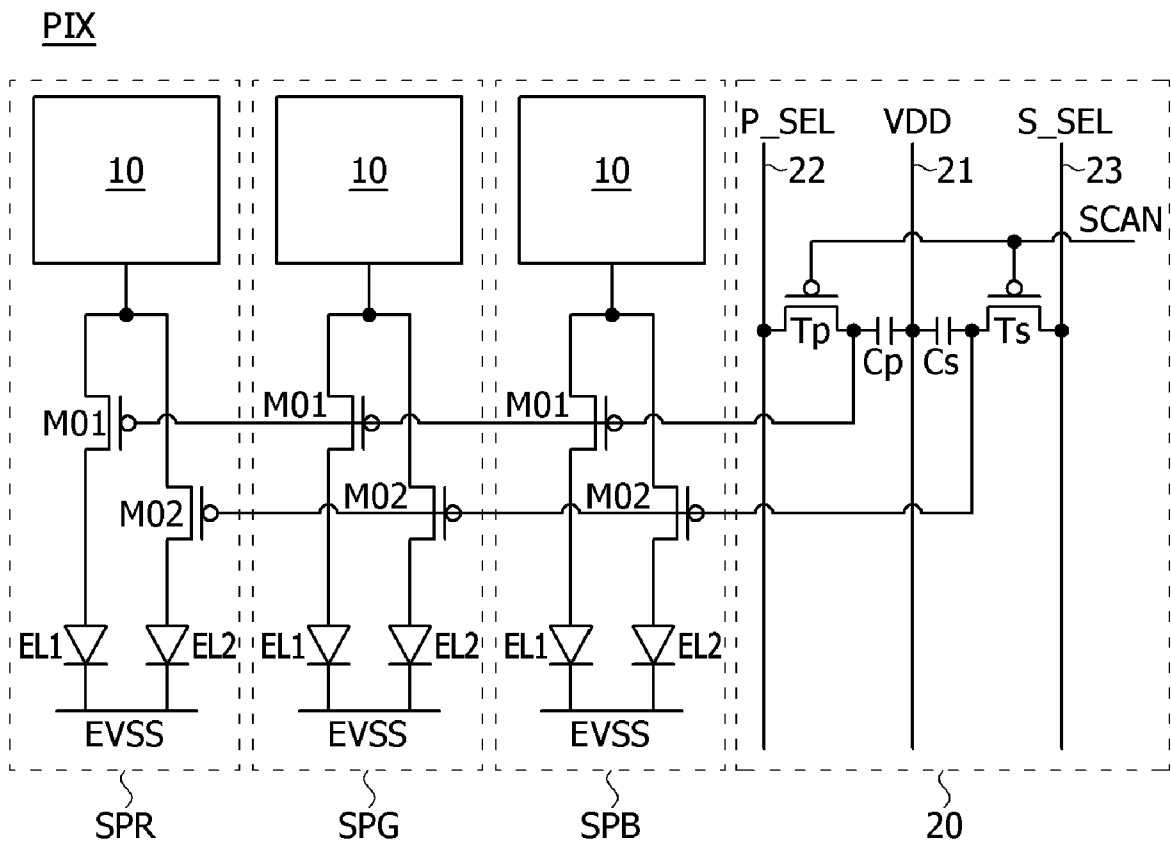 PIX
10 10 10
P_SEL VDD S_SEL
22 21 23
SCAN
Tp Cp Cs Ts
M01 M01 M01
M02 M02 M02
EL1 EL2 EL1 EL2 EL1 EL2
EVSS EVSS EVSS
SPR SPG SPB 20